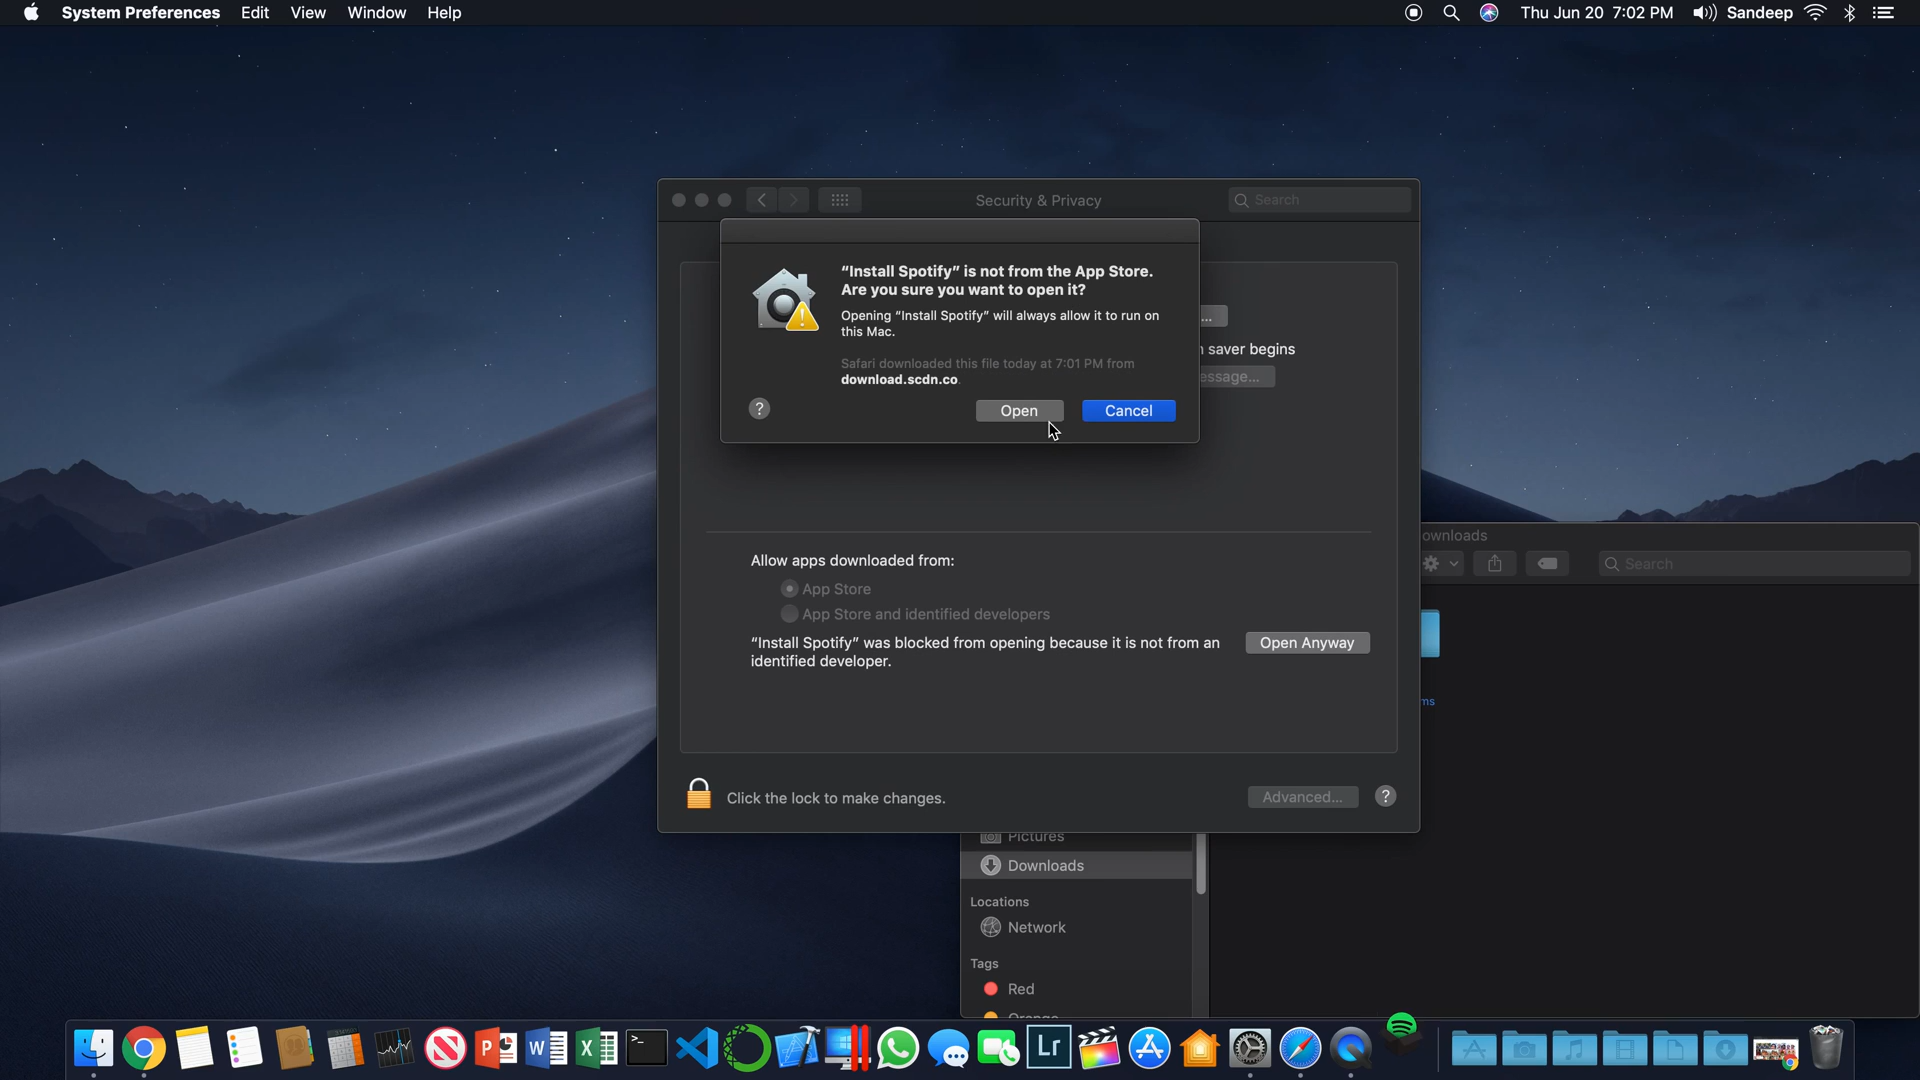 System Preferences Edit View Window Help
Thu Jun 20 7:02 PM Sandeep
Security & Privacy
Search
“Install Spotify” is not from the App Store.
Are you sure you want to open it?
Opening “Install Spotify” will always allow it to run on
this Mac.
Safari downloaded this file today at 7:01 PM from
download.scdn.co.
? Open Cancel
...
saver begins
essage...
Allow apps downloaded from:
App Store
App Store and identified developers
“Install Spotify” was blocked from opening because it is not from an
identified developer.
Open Anyway
Click the lock to make changes.
Advanced... ?
ownloads
Search
ms
Pictures
Downloads
Locations
Network
Tags
Red
Orange
P W X >_ Lr